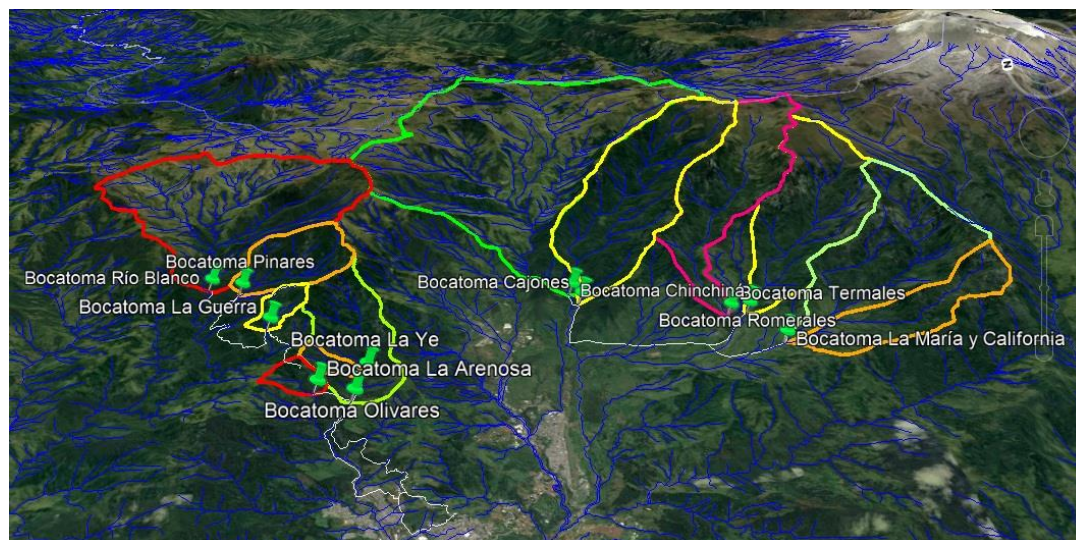 N
Bocatoma Pinares
Bocatoma Río Blanco
Bocatoma Cajones
Bocatoma Chinchiná
Bocatoma Termales
Bocatoma La Guerra
Bocatoma Romerales
Bocatoma La Ye
Bocatoma La María y California
Bocatoma La Arenosa
Bocatoma Olivares